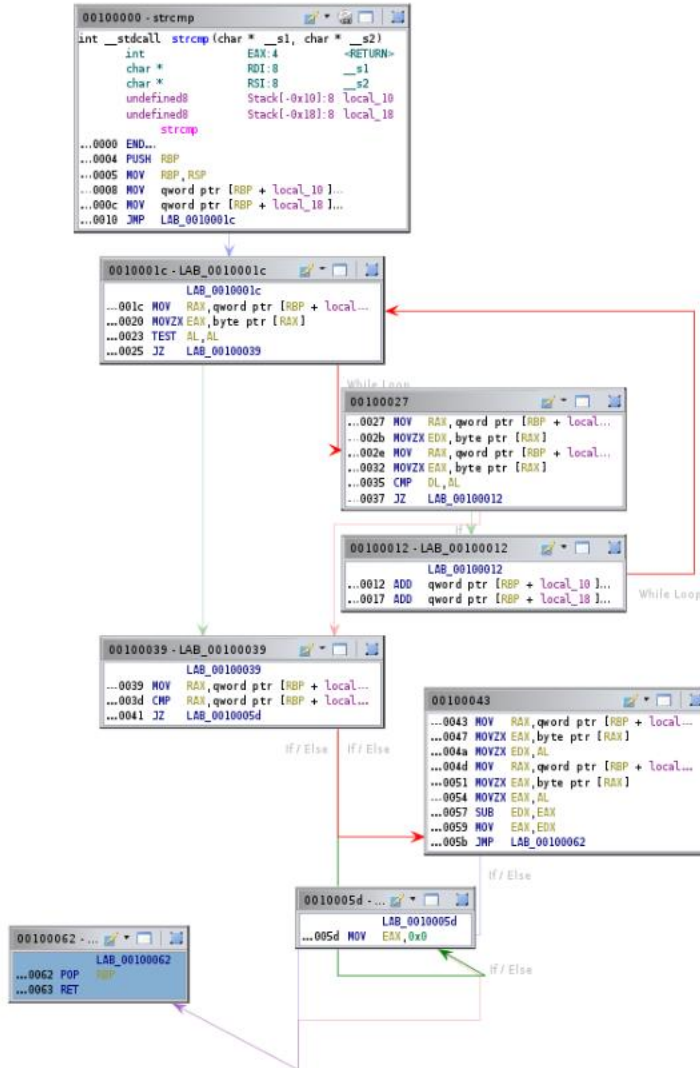 00100000 - strcmp
int __stdcall strcmp(char * __s1, char * __s2)
int EAX:4 <RETURN>
char * RDI:8 __s1
char * RSI:8 __s2
undefined8 Stack[-0x10]:8 local_10
undefined8 Stack[-0x18]:8 local_18
strcmp
...0000 END...
...0004 PUSH RBP
...0005 MOV RBP,RSP
...0008 MOV qword ptr [RBP + local_10]...
...000c MOV qword ptr [RBP + local_18]...
...0010 JMP LAB_0010001c
0010001c - LAB_0010001c
LAB_0010001c
...001c MOV RAX,qword ptr [RBP + local...
...0020 MOVZX EAX,byte ptr [RAX]
...0023 TEST AL,AL
...0025 JZ LAB_00100039
While Loop
00100027
...0027 MOV RAX,qword ptr [RBP + local...
...002b MOVZX EDX,byte ptr [RAX]
...002e MOV RAX,qword ptr [RBP + local...
...0032 MOVZX EAX,byte ptr [RAX]
...0035 CMP DL,AL
...0037 JZ LAB_00100012
If
00100012 - LAB_00100012
LAB_00100012
...0012 ADD qword ptr [RBP + local_10]...
...0017 ADD qword ptr [RBP + local_18]...
While Loop
00100039 - LAB_00100039
LAB_00100039
...0039 MOV RAX,qword ptr [RBP + local...
...003d CMP RAX,qword ptr [RBP + local...
...0041 JZ LAB_0010005d
If / Else If / Else
00100043
...0043 MOV RAX,qword ptr [RBP + local...
...0047 MOVZX EAX,byte ptr [RAX]
...004a MOVZX EDX,AL
...004d MOV RAX,qword ptr [RBP + local...
...0051 MOVZX EAX,byte ptr [RAX]
...0054 MOVZX EAX,AL
...0057 SUB EDX,EAX
...0059 MOV EAX,EDX
...005b JMP LAB_00100062
If / Else
0010005d - ...
LAB_0010005d
...005d MOV EAX,0x0
If / Else
00100062 - ...
LAB_00100062
...0062 POP RBP
...0063 RET